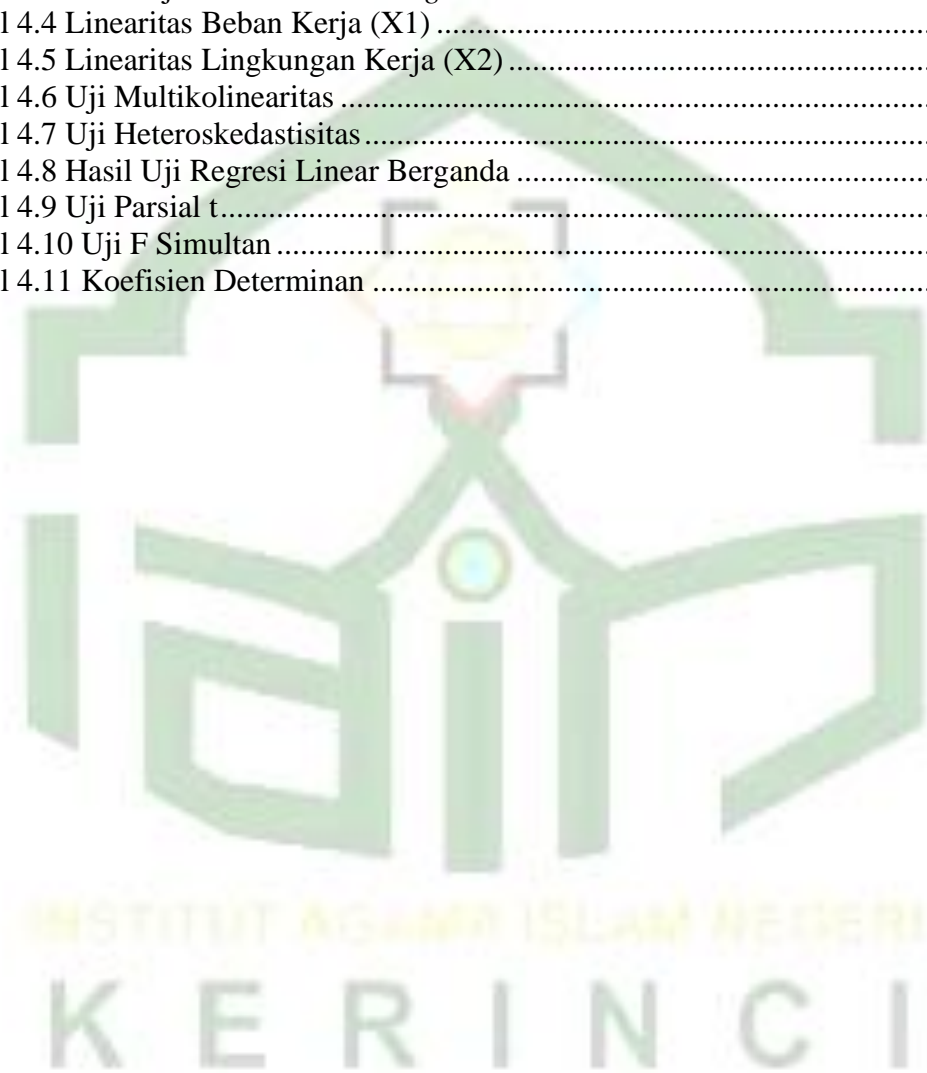 l 4.4 Linearitas Beban Kerja (X1)
l 4.5 Linearitas Lingkungan Kerja (X2)
l 4.6 Uji Multikolinearitas
l 4.7 Uji Heteroskedastisitas
l 4.8 Hasil Uji Regresi Linear Berganda
l 4.9 Uji Parsial t
l 4.10 Uji F Simultan
l 4.11 Koefisien Determinan
iain
INSTITUT AGAMA ISLAM NEGERI
KERINCI